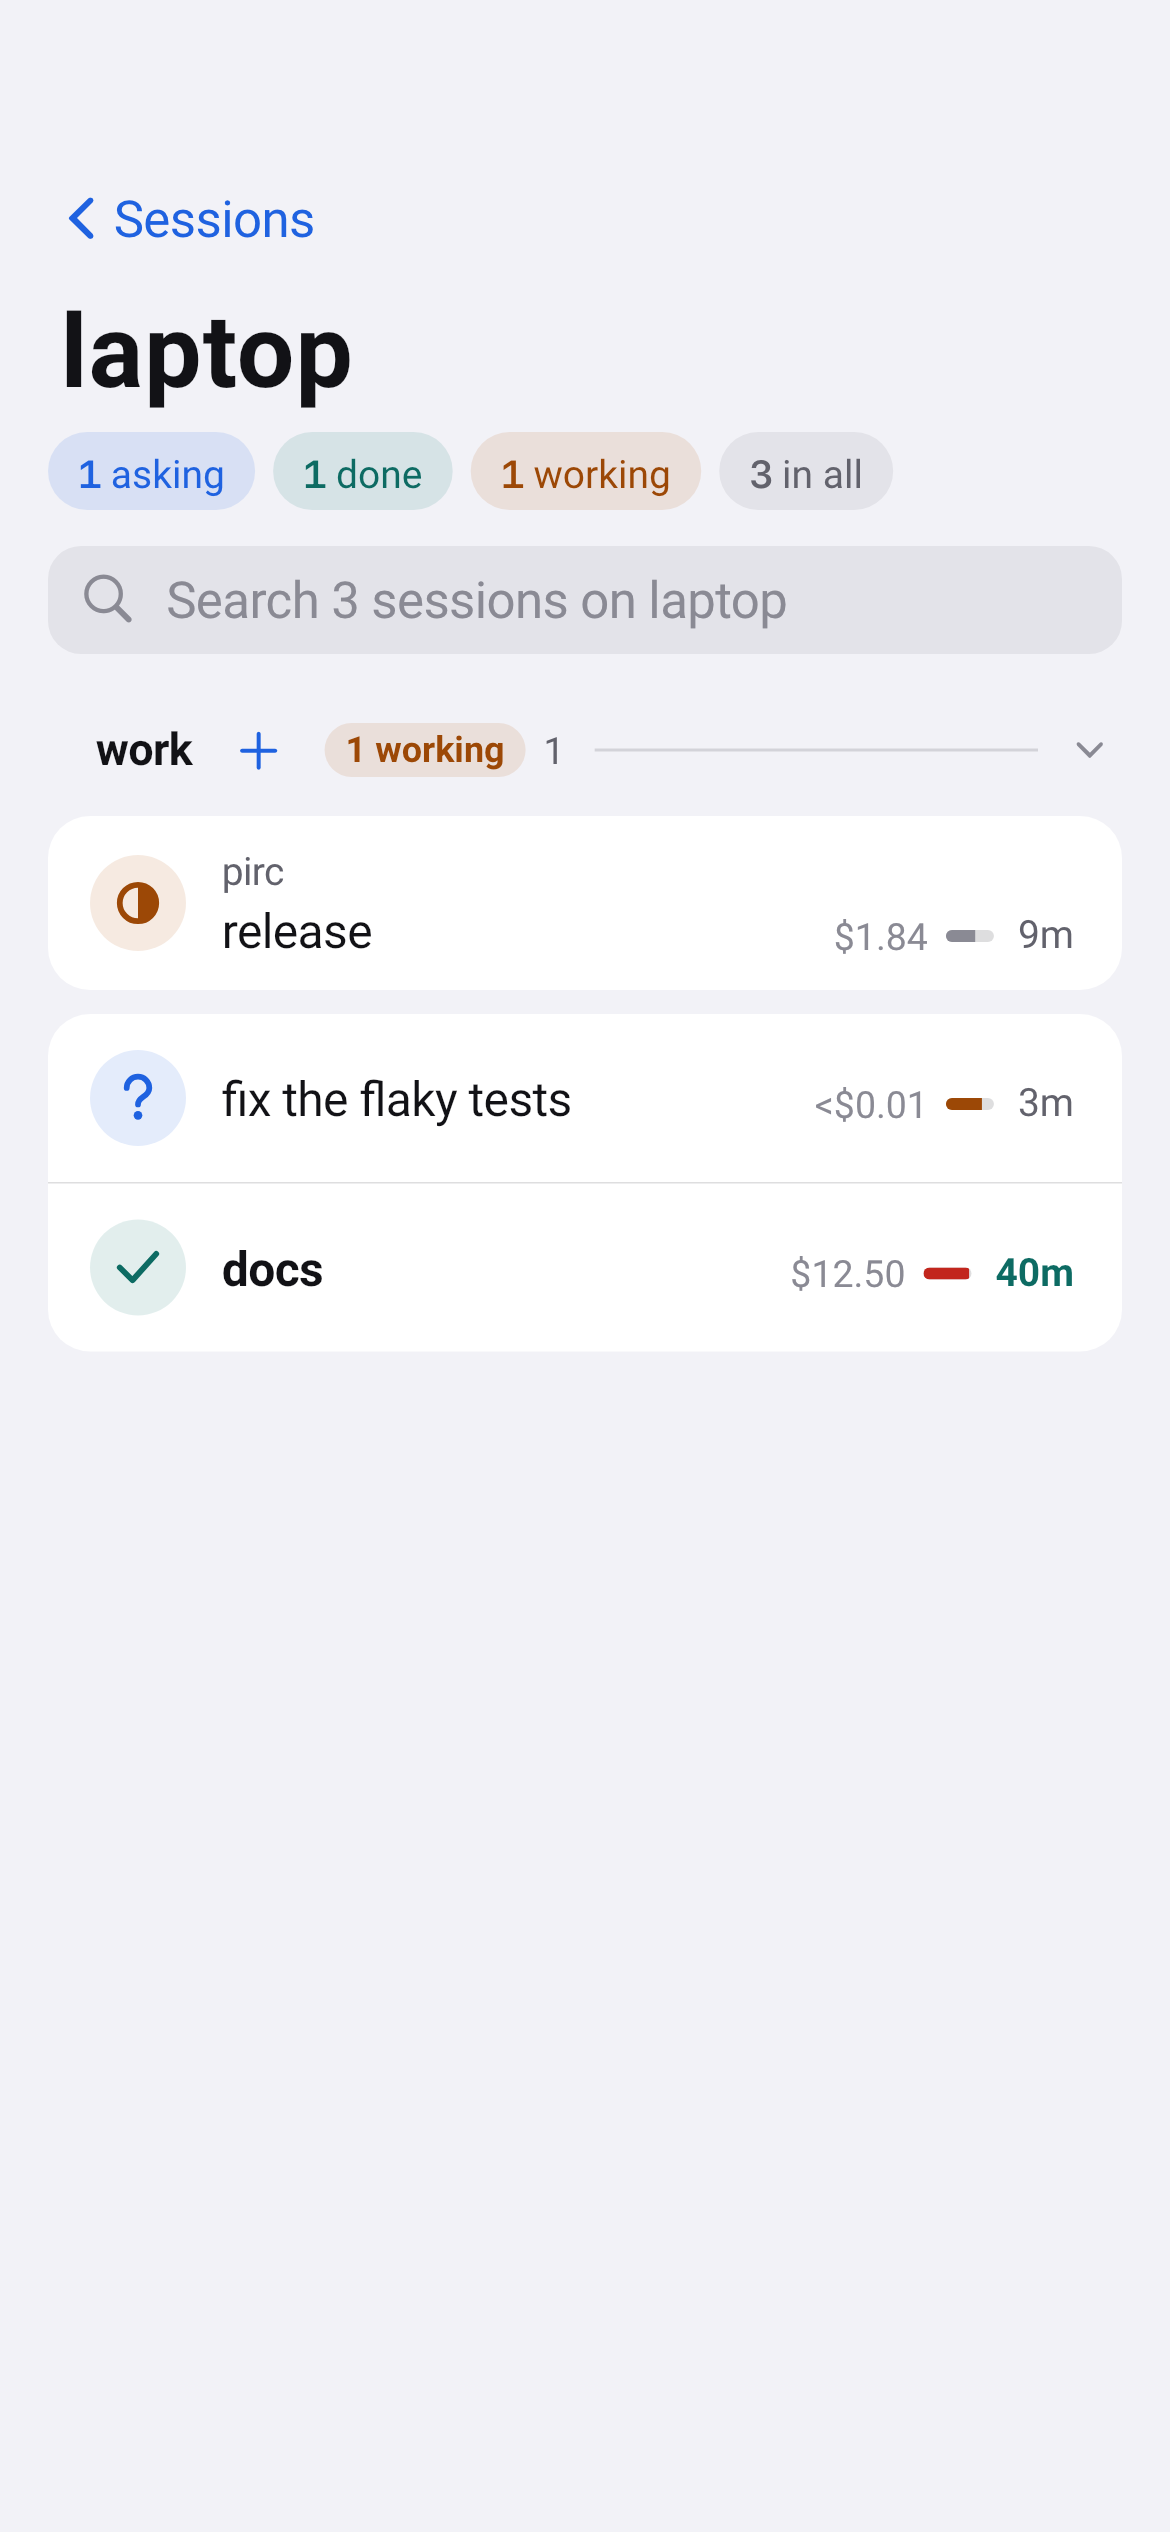 Sessions
laptop
1 asking 1 done 1 working 3 in all
Search 3 sessions on laptop
work 1 working 1
pirc
release $1.84 9m
fix the flaky tests <$0.01 3m
docs $12.50 40m